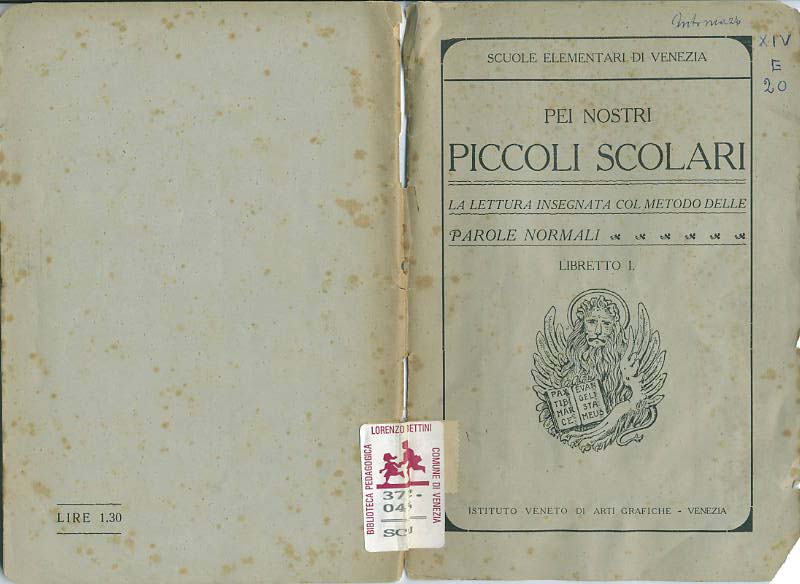 LIRE 1.30
XIV
E
20
SCUOLE ELEMENTARI DI VENEZIA
PEI NOSTRI
PICCOLI SCOLARI
LA LETTURA INSEGNATA COL METODO DELLE
PAROLE NORMALI
LIBRETTO I.
PAX
TIBI
MAR
CE
EVAN
GELI
STA
MEUS
ISTITUTO VENETO DI ARTI GRAFICHE - VENEZIA
LORENZO BETTINI
BIBLIOTECA PEDAGOGICA
COMUNE DI VENEZIA